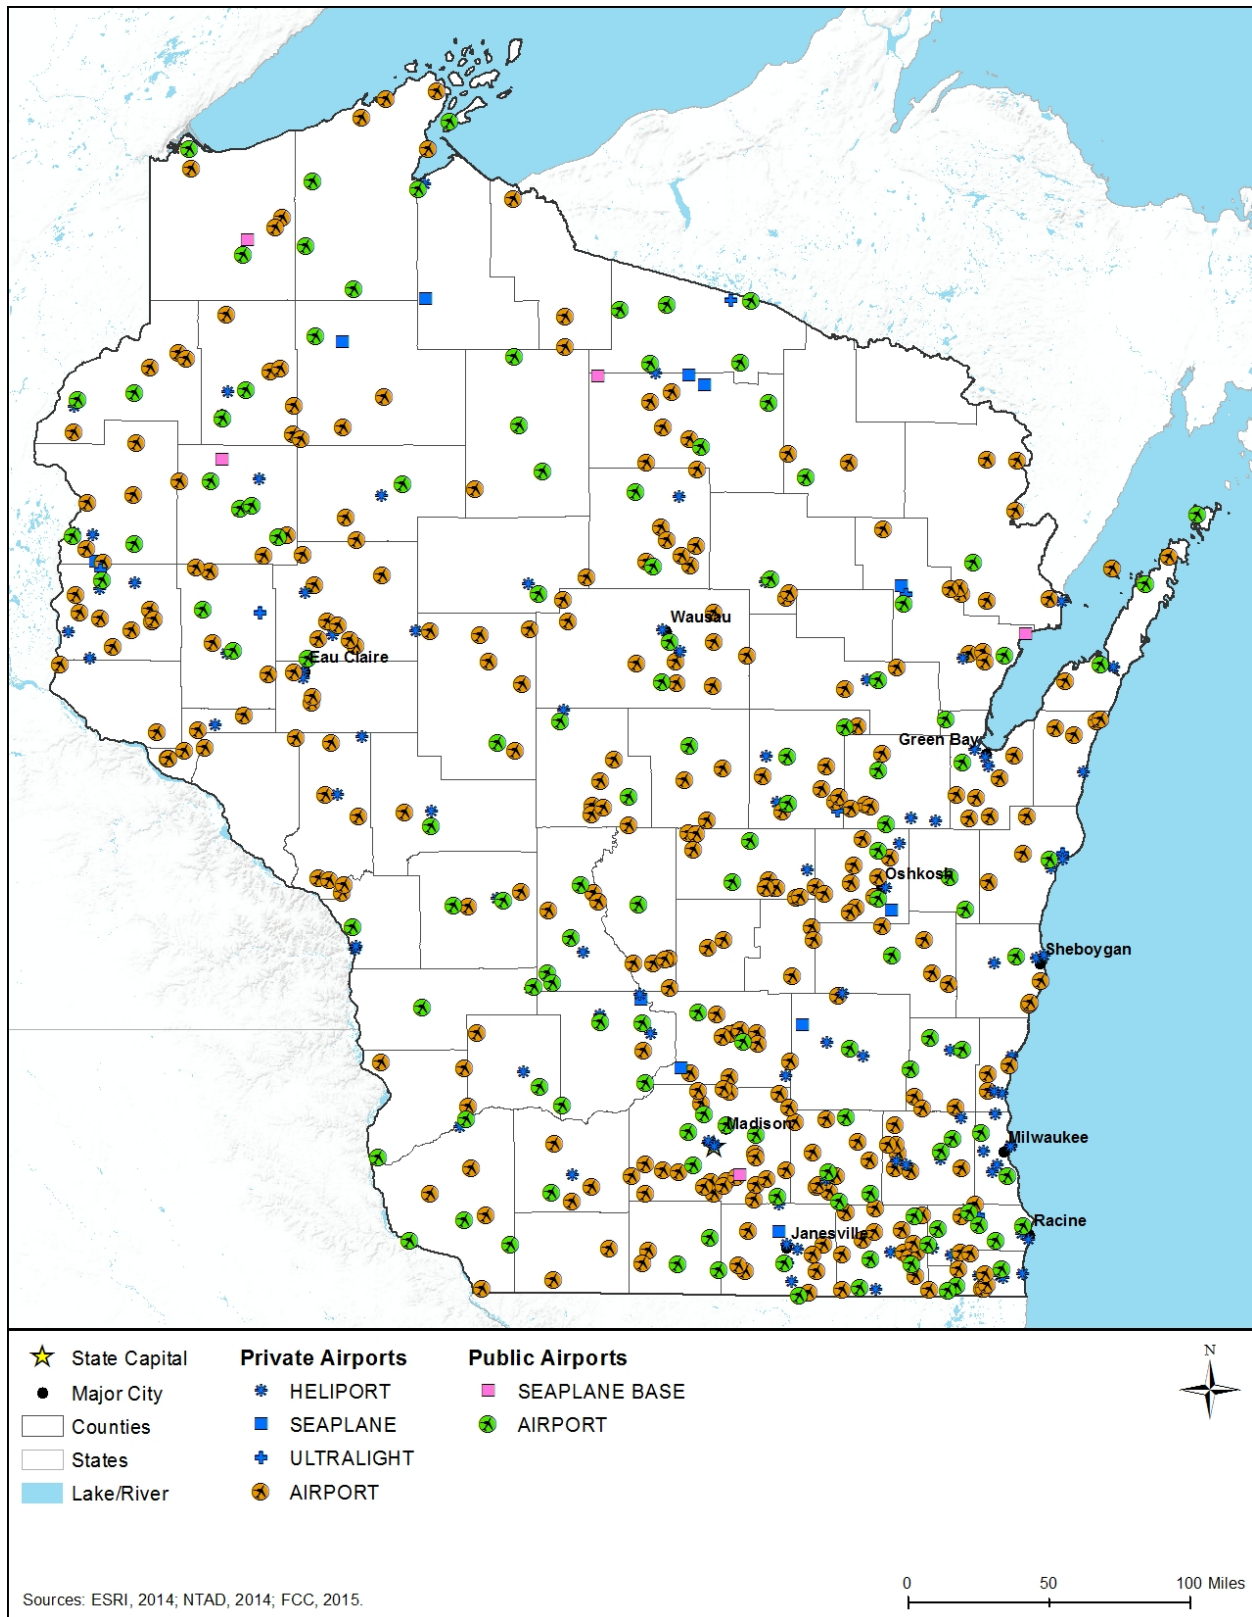 Wausau
Eau Claire
Green Bay
Oshkosh
Sheboygan
Madison
Milwaukee
Racine
Janesville
State Capital
Major City
Counties
States
Lake/River
Private Airports
HELIPORT
SEAPLANE
ULTRALIGHT
AIRPORT
Public Airports
SEAPLANE BASE
AIRPORT
N
0 50 100 Miles
Sources: ESRI, 2014; NTAD, 2014; FCC, 2015.